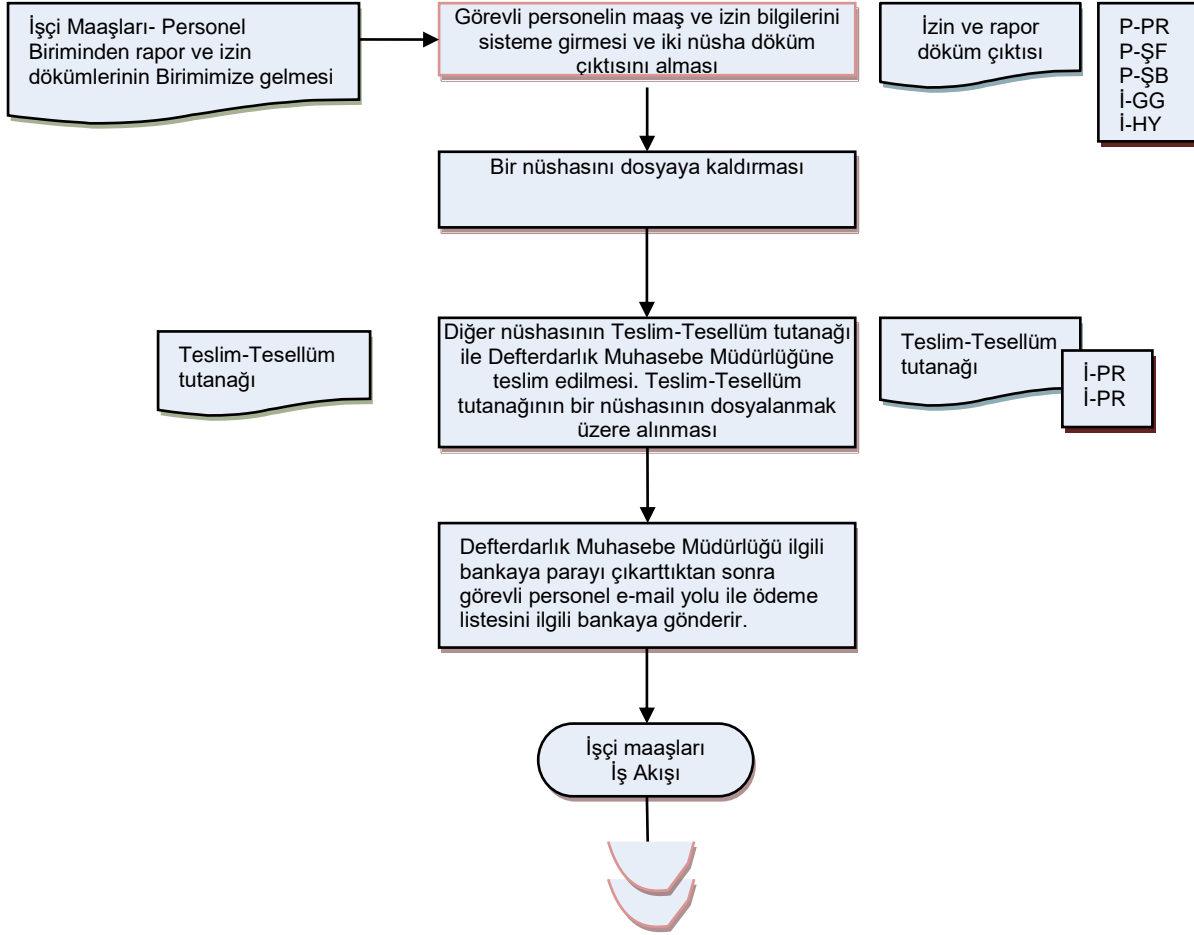 İşçi Maaşları- Personel
Biriminden rapor ve izin
dökümlerinin Birimimize gelmesi
Görevli personelin maaş ve izin bilgilerini
sisteme girmesi ve iki nüsha döküm
çıktısını alması
İzin ve rapor
döküm çıktısı
P-PR
P-ŞF
P-ŞB
İ-GG
İ-HY
Bir nüshasını dosyaya kaldırması
Teslim-Tesellüm
tutanağı
Diğer nüshasının Teslim-Tesellüm tutanağı
ile Defterdarlık Muhasebe Müdürlüğüne
teslim edilmesi. Teslim-Tesellüm
tutanağının bir nüshasının dosyalanmak
üzere alınması
Teslim-Tesellüm
tutanağı
İ-PR
İ-PR
Defterdarlık Muhasebe Müdürlüğü ilgili
bankaya parayı çıkarttıktan sonra
görevli personel e-mail yolu ile ödeme
listesini ilgili bankaya gönderir.
İşçi maaşları
İş Akışı